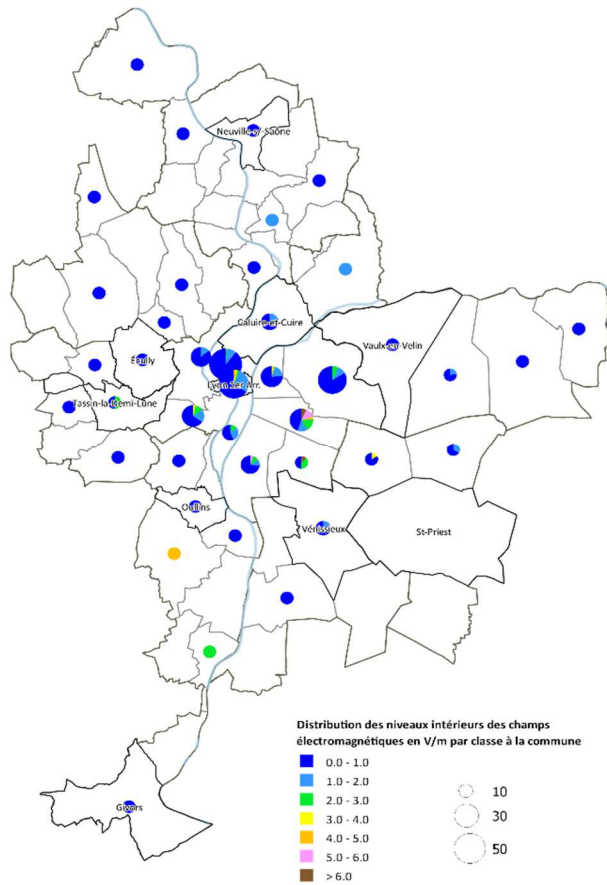 Neuville-s/-Saône
Caluire-et-Cuire
Vaulx-en-Velin
Écully
Lyon 1er Arr.
Tassin-la-Demi-Lune
Oullins
Vénissieux
St-Priest
Givors
Distribution des niveaux intérieurs des champs
électromagnétiques en V/m par classe à la commune
0.0 - 1.0
1.0 - 2.0
2.0 - 3.0
3.0 - 4.0
4.0 - 5.0
5.0 - 6.0
> 6.0
10
30
50